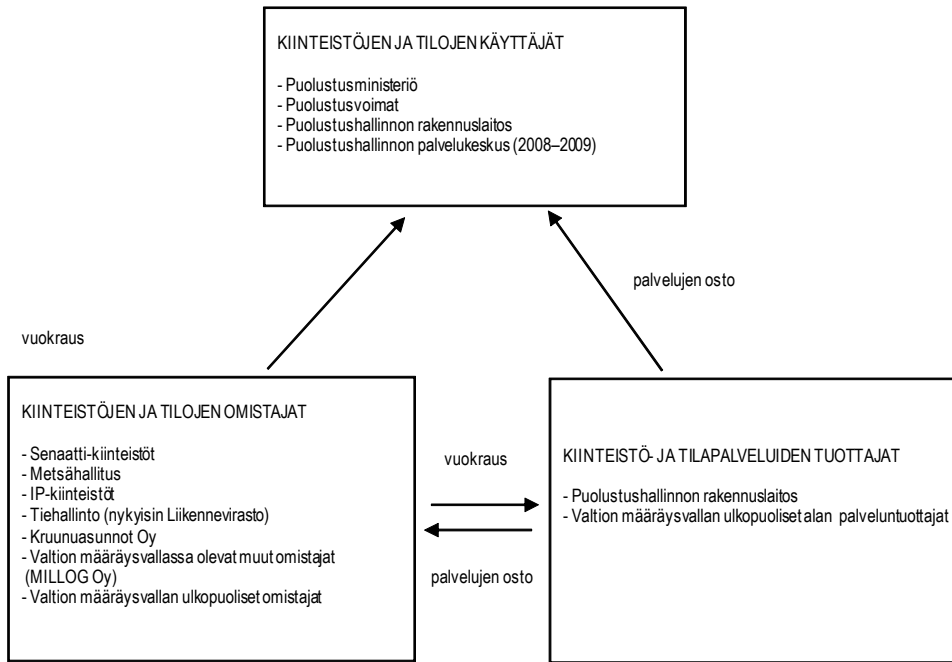 KIINTEISTÖJEN JA TILOJEN KÄYTTÄJÄT
- Puolustusministeriö
- Puolustusvoimat
- Puolustushallinnon rakennuslaitos
- Puolustushallinnon palvelukeskus (2008–2009)
palvelujen osto
vuokraus
KIINTEISTÖJEN JA TILOJEN OMISTAJAT
- Senaatti-kiinteistöt
- Metsähallitus
- IP-kiinteistöt
- Tiehallinto (nykyisin Liikennevirasto)
- Kruunuasunnot Oy
- Valtion määräysvallassa olevat muut omistajat
(MILLOG Oy)
- Valtion määräysvallan ulkopuoliset omistajat
vuokraus
palvelujen osto
KIINTEISTÖ- JA TILAPALVELUIDEN TUOTTAJAT
- Puolustushallinnon rakennuslaitos
- Valtion määräysvallan ulkopuoliset alan palveluntuottajat